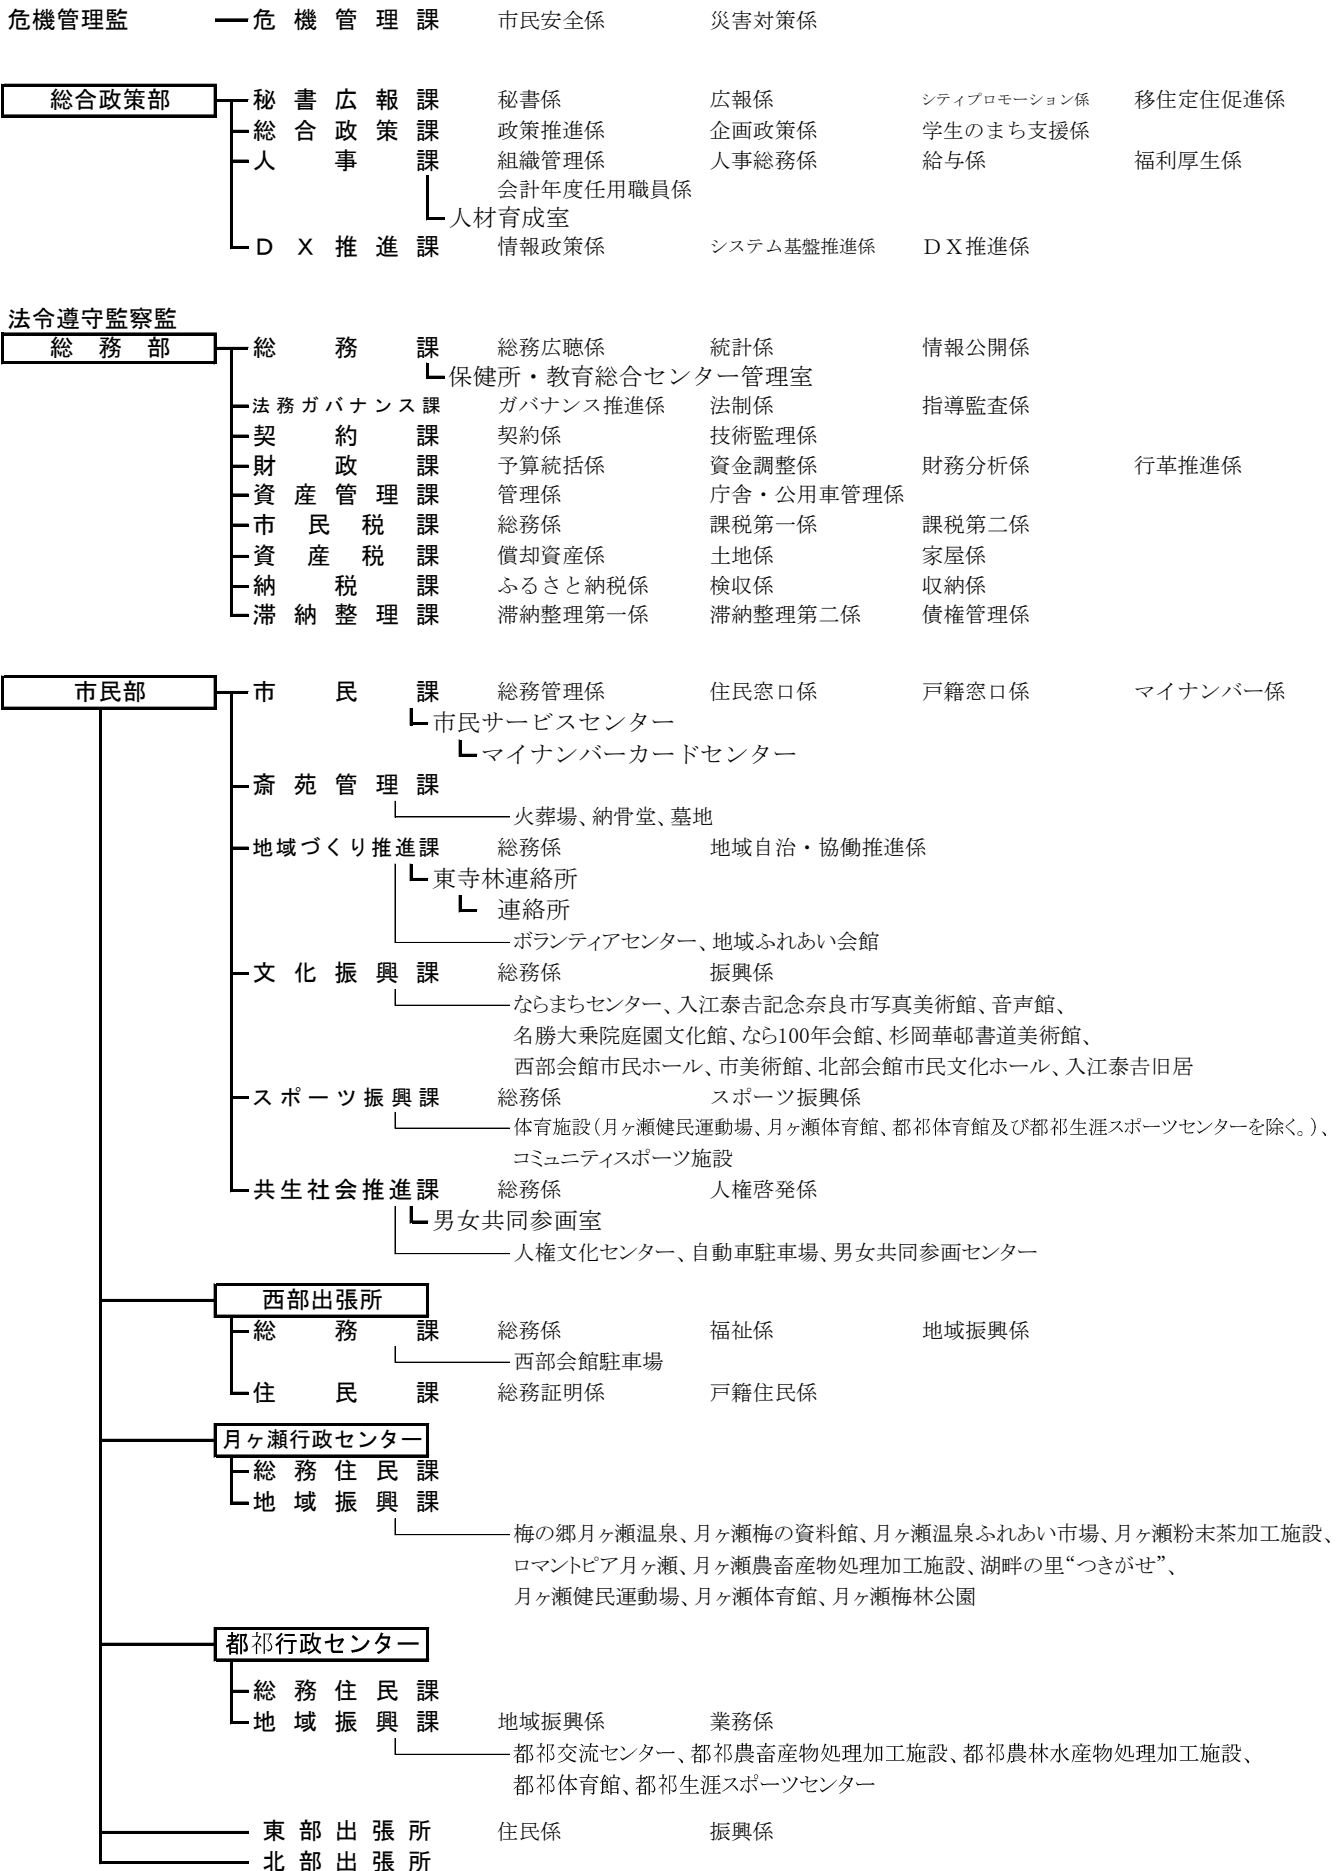 危機管理監 危機管理課 市民安全係 災害対策係
総合政策部 秘書広報課 秘書係 広報係 シティプロモーション係 移住定住促進係
総合政策課 政策推進係 企画政策係 学生のまち支援係
人事課 組織管理係 人事総務係 給与係 福利厚生係
会計年度任用職員係
人材育成室
ＤＸ推進課 情報政策係 システム基盤推進係 ＤＸ推進係
法令遵守監察監
総務部 総務課 総務広聴係 統計係 情報公開係
保健所・教育総合センター管理室
法務ガバナンス課 ガバナンス推進係 法制係 指導監査係
契約課 契約係 技術監理係
財政課 予算統括係 資金調整係 財務分析係 行革推進係
資産管理課 管理係 庁舎・公用車管理係
市民税課 総務係 課税第一係 課税第二係
資産税課 償却資産係 土地係 家屋係
納税課 ふるさと納税係 検収係 収納係
滞納整理課 滞納整理第一係 滞納整理第二係 債権管理係
市民部 市民課 総務管理係 住民窓口係 戸籍窓口係 マイナンバー係
市民サービスセンター
マイナンバーカードセンター
斎苑管理課
火葬場、納骨堂、墓地
地域づくり推進課 総務係 地域自治・協働推進係
東寺林連絡所
連絡所
ボランティアセンター、地域ふれあい会館
文化振興課 総務係 振興係
ならまちセンター、入江泰𠮷記念奈良市写真美術館、音声館、
名勝大乗院庭園文化館、なら100年会館、杉岡華邨書道美術館、
西部会館市民ホール、市美術館、北部会館市民文化ホール、入江泰𠮷旧居
スポーツ振興課 総務係 スポーツ振興係
体育施設（月ヶ瀬健民運動場、月ヶ瀬体育館、都祁体育館及び都祁生涯スポーツセンターを除く。）、
コミュニティスポーツ施設
共生社会推進課 総務係 人権啓発係
男女共同参画室
人権文化センター、自動車駐車場、男女共同参画センター
西部出張所
総務課 総務係 福祉係 地域振興係
西部会館駐車場
住民課 総務証明係 戸籍住民係
月ヶ瀬行政センター
総務住民課
地域振興課
梅の郷月ヶ瀬温泉、月ヶ瀬梅の資料館、月ヶ瀬温泉ふれあい市場、月ヶ瀬粉末茶加工施設、
ロマントピア月ヶ瀬、月ヶ瀬農畜産物処理加工施設、湖畔の里“つきがせ”、
月ヶ瀬健民運動場、月ヶ瀬体育館、月ヶ瀬梅林公園
都祁行政センター
総務住民課
地域振興課 地域振興係 業務係
都祁交流センター、都祁農畜産物処理加工施設、都祁農林水産物処理加工施設、
都祁体育館、都祁生涯スポーツセンター
東部出張所 住民係 振興係
北部出張所